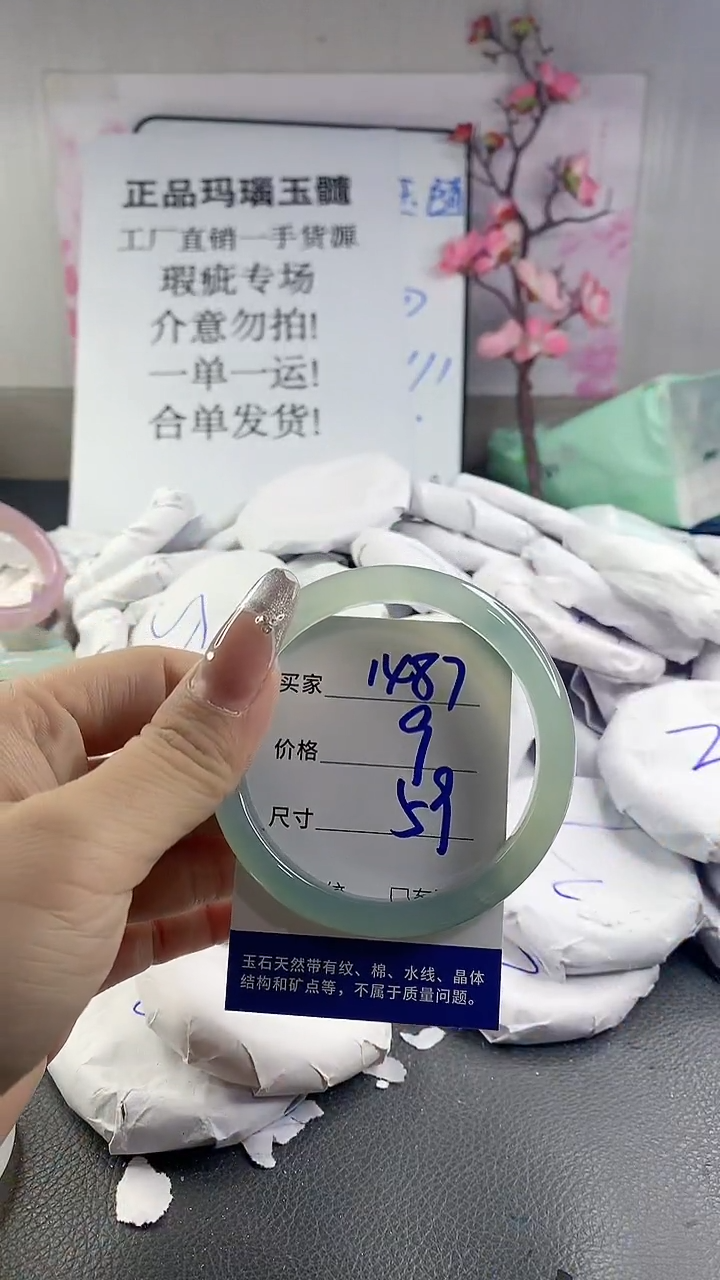 正品玛瑙玉髓
工厂直销一手货源
瑕疵专场
介意勿拍!
一单一运!
合单发货!
玉髓
买家 1487
价格 9
尺寸 59
玉石天然带有纹、棉、水线、晶体
结构和矿点等，不属于质量问题。